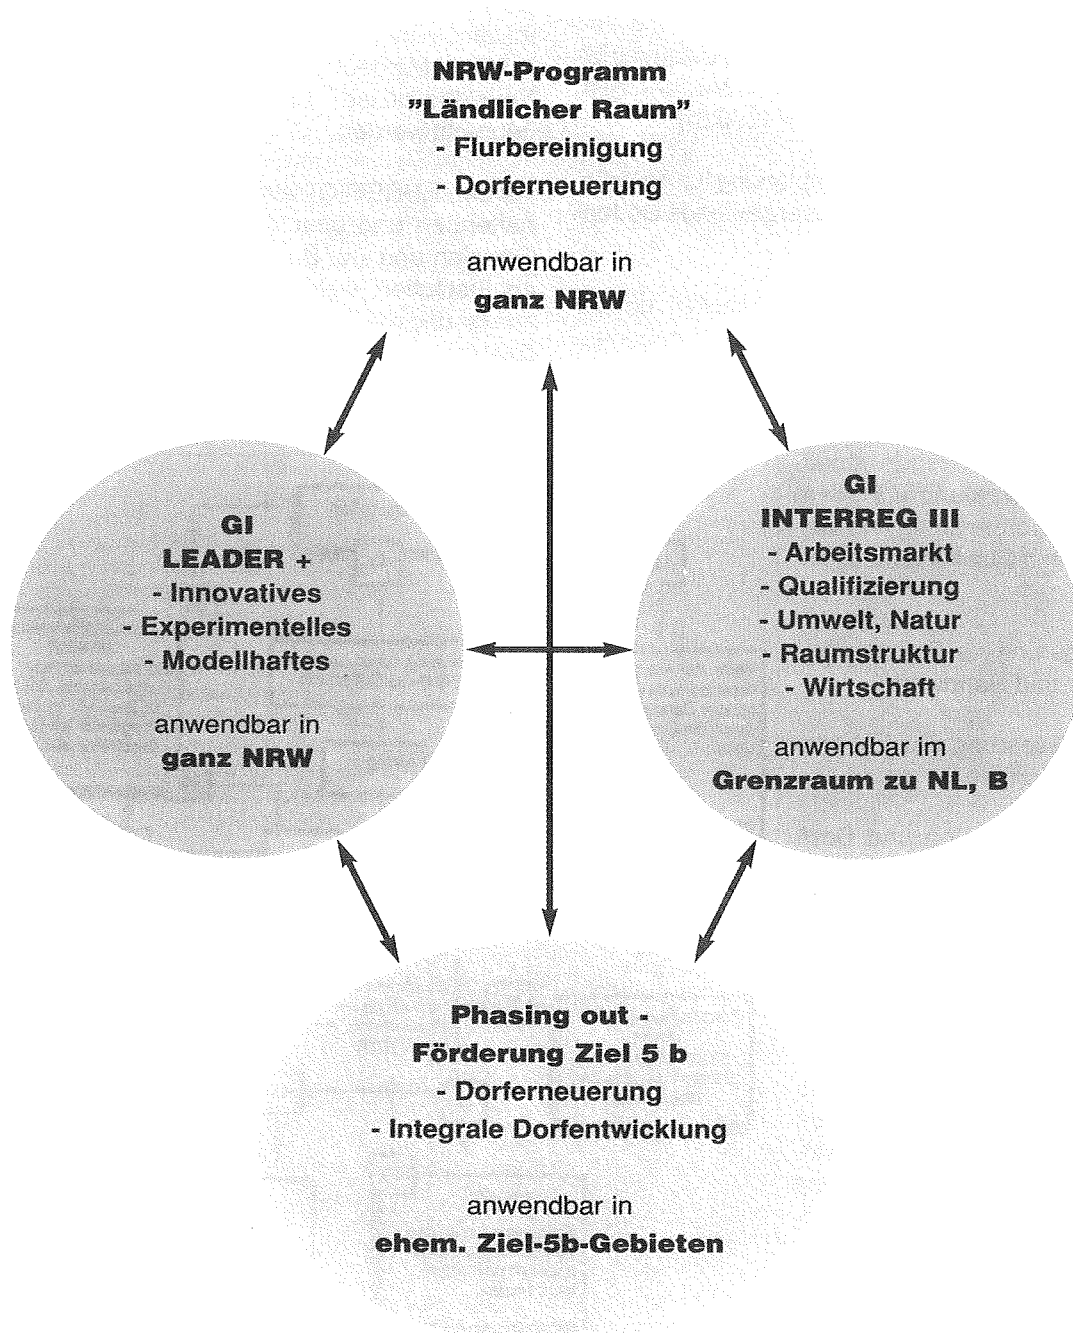 NRW-Programm
”Ländlicher Raum”
- Flurbereinigung
- Dorferneuerung
anwendbar in
ganz NRW
GI
LEADER +
- Innovatives
- Experimentelles
- Modellhaftes
anwendbar in
ganz NRW
GI
INTERREG III
- Arbeitsmarkt
- Qualifizierung
- Umwelt, Natur
- Raumstruktur
- Wirtschaft
anwendbar im
Grenzraum zu NL, B
Phasing out -
Förderung Ziel 5 b
- Dorferneuerung
- Integrale Dorfentwicklung
anwendbar in
ehem. Ziel-5b-Gebieten